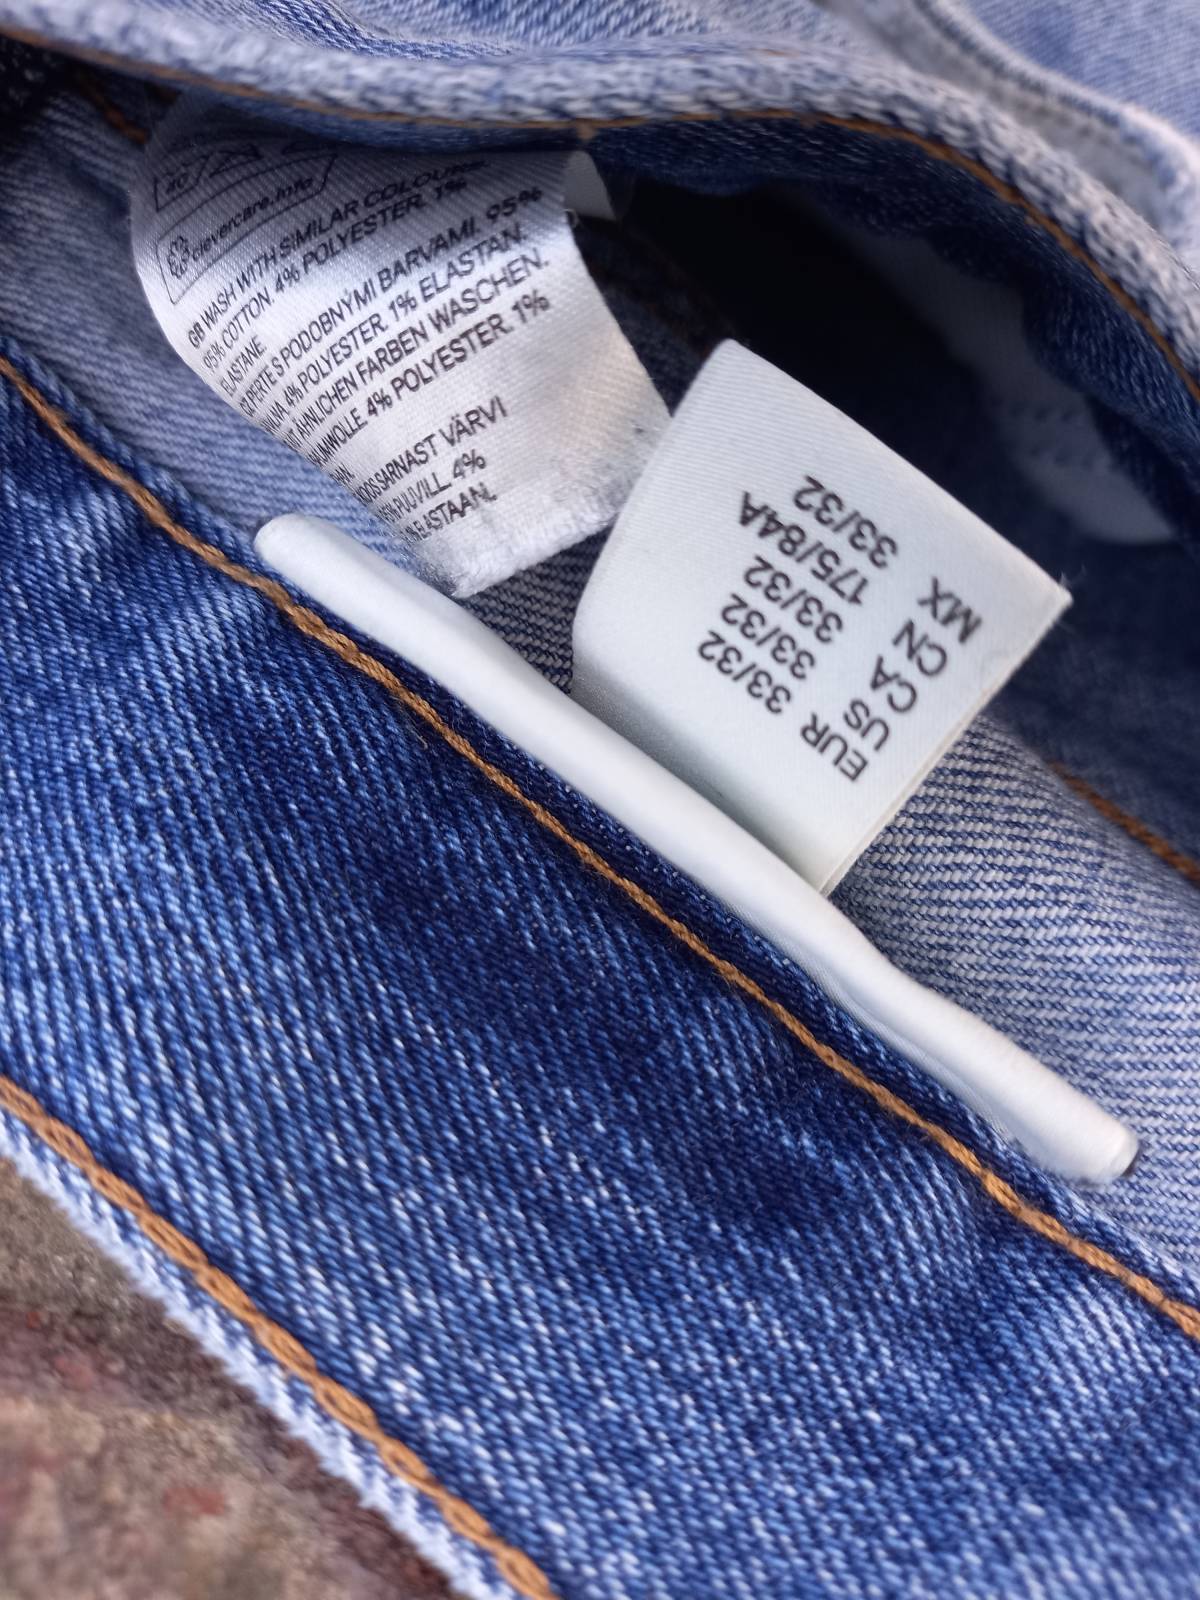 40
clevercare.info
GB WASH WITH SIMILAR COLOURS.
95% COTTON. 4% POLYESTER. 1%
ELASTANE
PERTE S PODOBNÝMI BARVAMI. 95%
4% POLYESTER. 1% ELASTAN.
ÄHNLICHEN FARBEN WASCHEN.
4% POLYESTER. 1%
VÄRVI
PUUVILL. 4%
ELASTAAN.
EUR 33/32
US 33/32
CA 33/32
CN 175/84A
MX 33/32